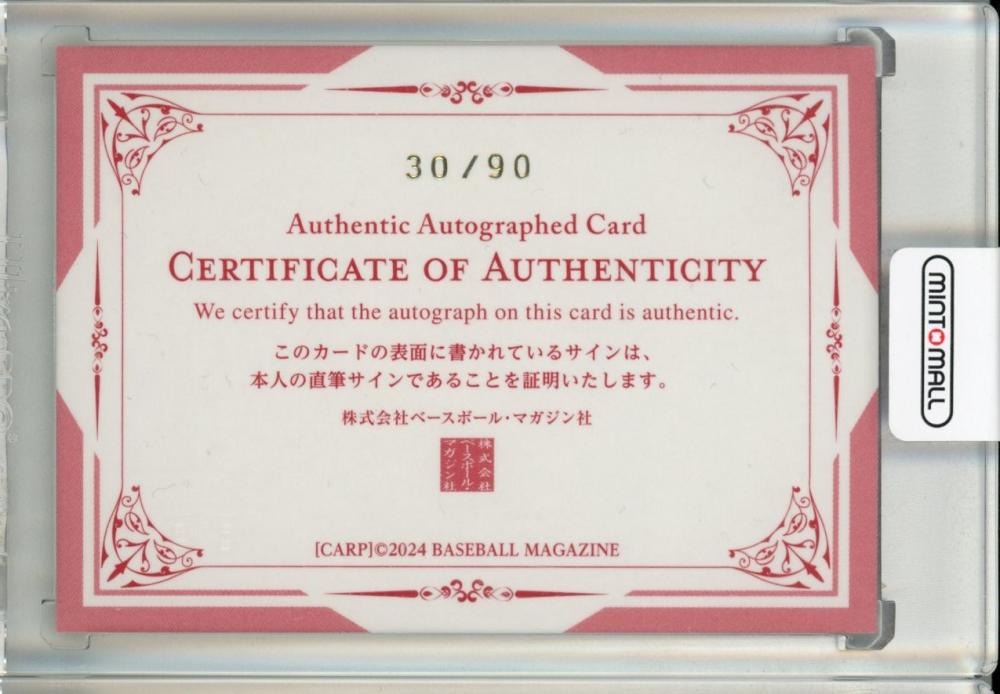 30/90
Authentic Autographed Card
CERTIFICATE OF AUTHENTICITY
We certify that the autograph on this card is authentic.
このカードの表面に書かれているサインは、
本人の直筆サインであることを証明いたします。
株式会社ベースボール・マガジン社
株式会社
ベースボール・
マガジン社
[CARP]©2024 BASEBALL MAGAZINE
MINT MALL